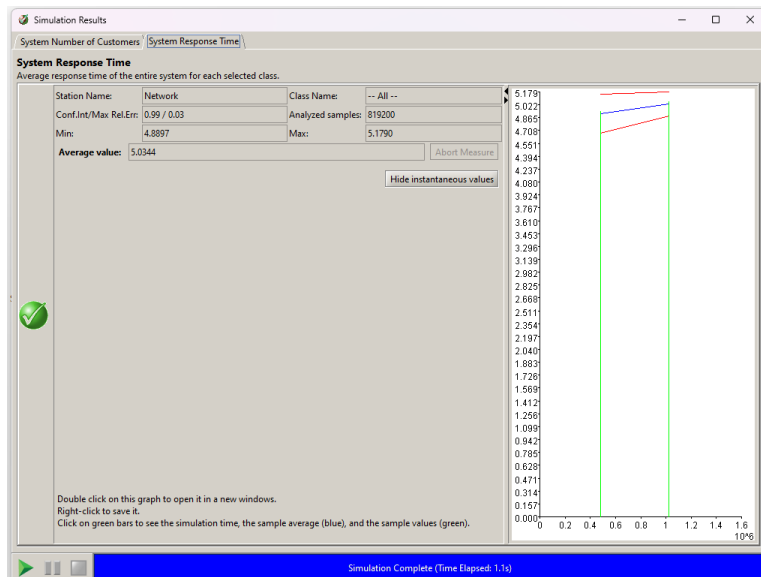 Simulation Results
System Number of Customers System Response Time
System Response Time
Average response time of the entire system for each selected class.
Station Name: Network Class Name: -- All --
Conf.Int/Max Rel.Err: 0.99 / 0.03 Analyzed samples: 819200
Min: 4.8897 Max: 5.1790
Average value: 5.0344 Abort Measure
Hide instantaneous values
Double click on this graph to open it in a new windows.
Right-click to save it.
Click on green bars to see the simulation time, the sample average (blue), and the sample values (green).
5.179
5.022
4.865
4.708
4.551
4.394
4.237
4.080
3.924
3.767
3.610
3.453
3.296
3.139
2.982
2.825
2.668
2.511
2.354
2.197
2.040
1.883
1.726
1.569
1.412
1.256
1.099
0.942
0.785
0.628
0.471
0.314
0.157
0.000
0 0.2 0.4 0.6 0.8 1 1.2 1.4 1.6
10^6
Simulation Complete (Time Elapsed: 1.1s)